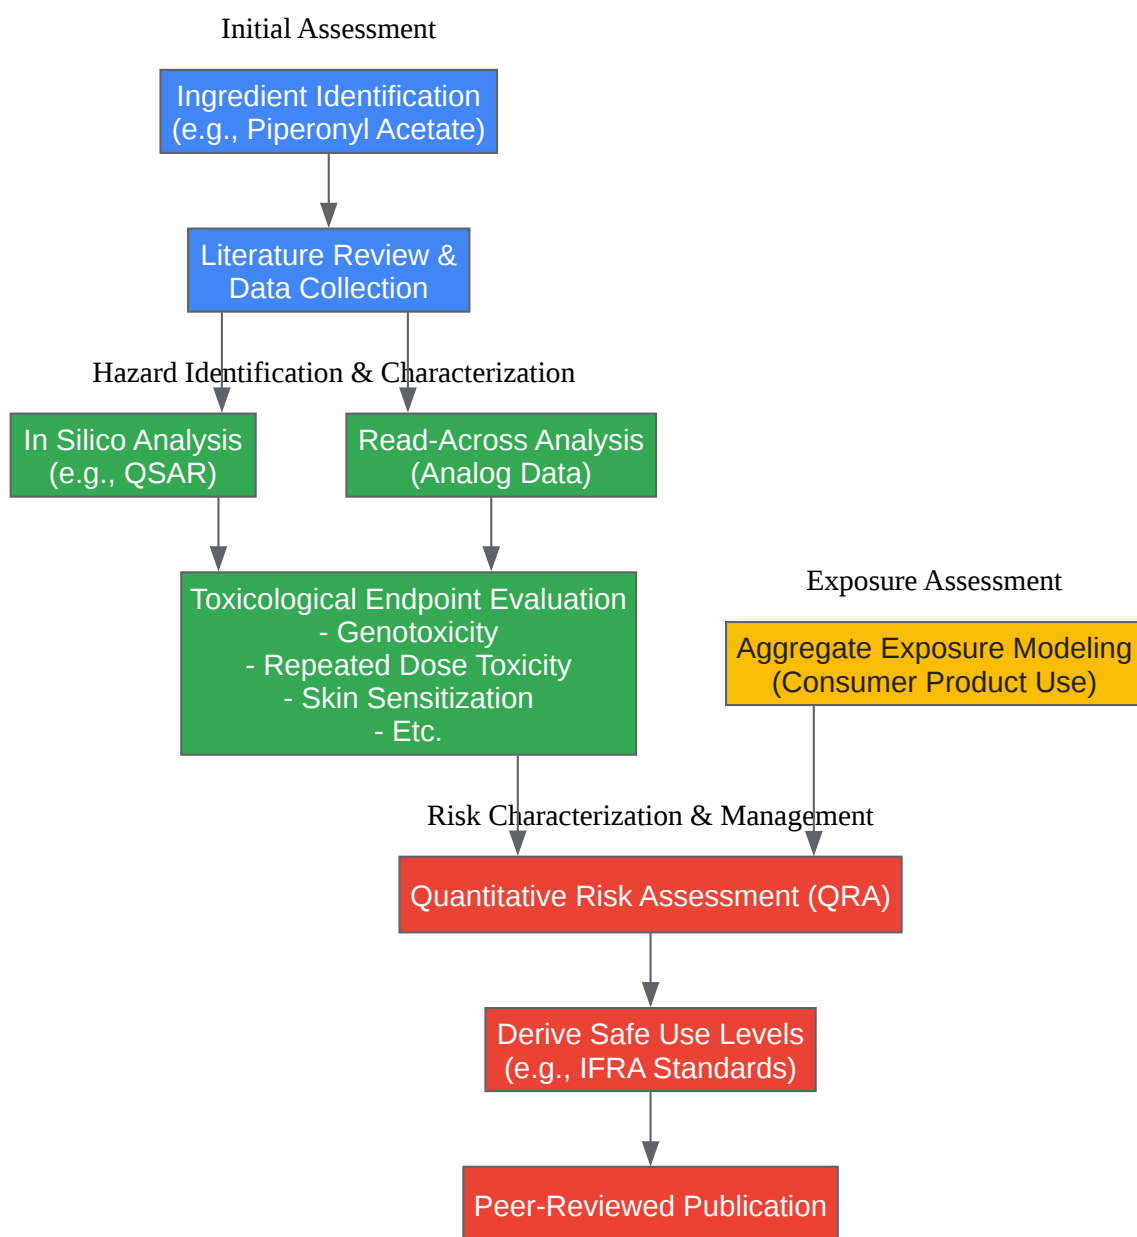 Initial Assessment
Ingredient Identification
(e.g., Piperonyl Acetate)
Literature Review &
Data Collection
Hazard Identification & Characterization
In Silico Analysis
(e.g., QSAR)
Read-Across Analysis
(Analog Data)
Toxicological Endpoint Evaluation
- Genotoxicity
- Repeated Dose Toxicity
- Skin Sensitization
- Etc.
Exposure Assessment
Aggregate Exposure Modeling
(Consumer Product Use)
Risk Characterization & Management
Quantitative Risk Assessment (QRA)
Derive Safe Use Levels
(e.g., IFRA Standards)
Peer-Reviewed Publication